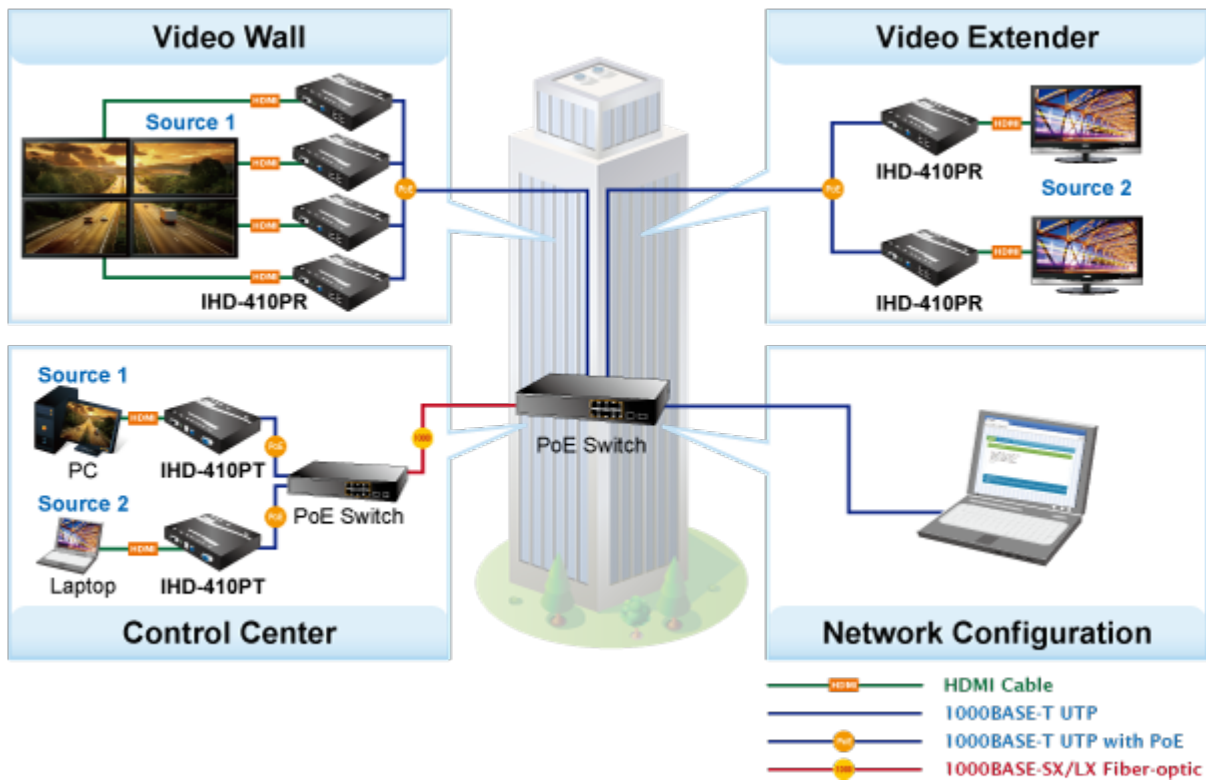 Video Wall
Source 1
HDMI
HDMI
HDMI
HDMI
PoE
IHD-410PR
Video Extender
IHD-410PR
HDMI
PoE
Source 2
IHD-410PR
HDMI
Source 1
HDMI
PC
IHD-410PT
PoE
1000
PoE Switch
Source 2
HDMI
Laptop
IHD-410PT
PoE
Control Center
PoE Switch
Network Configuration
HDMI HDMI Cable
1000BASE-T UTP
PoE 1000BASE-T UTP with PoE
1000 1000BASE-SX/LX Fiber-optic